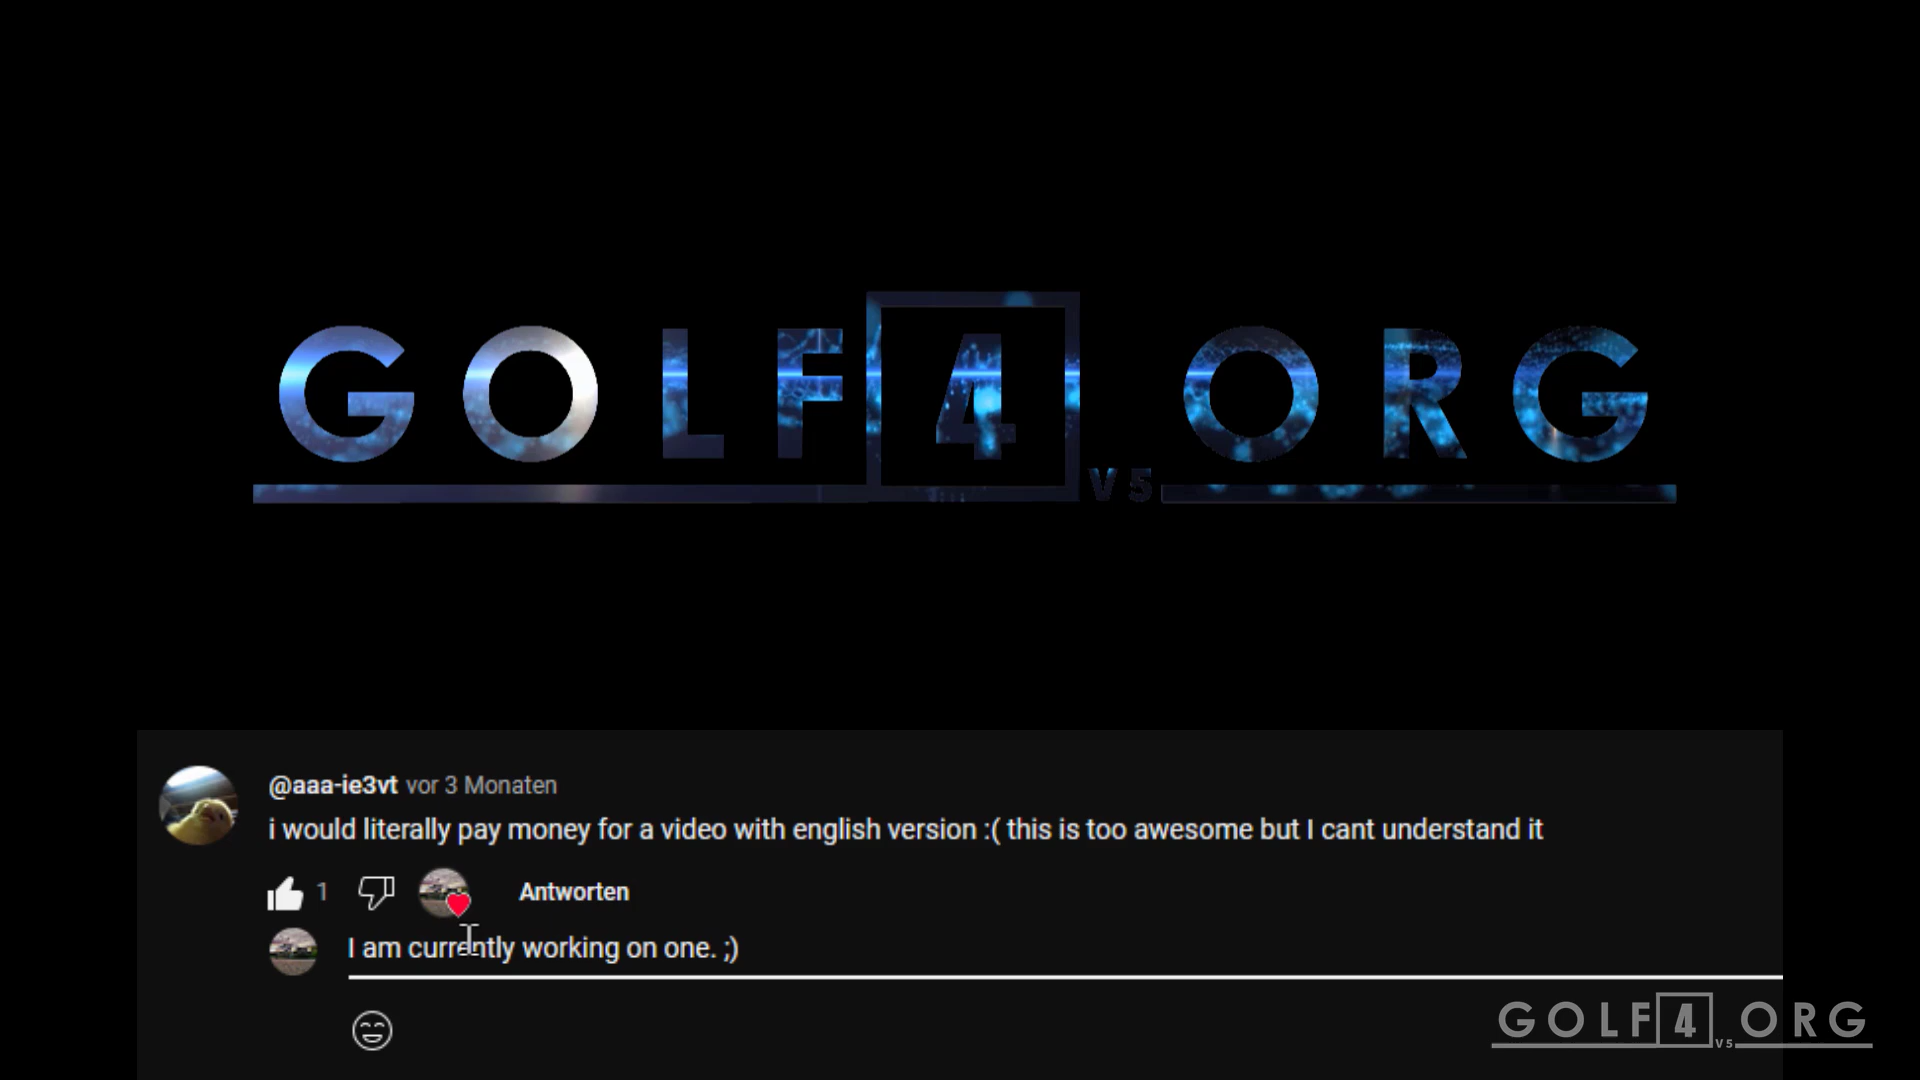 GOLF4.ORG
V5
@aaa-ie3vt vor 3 Monaten
i would literally pay money for a video with english version :( this is too awesome but I cant understand it
1 Antworten
I am currently working on one. ;)
GOLF4.ORG
V5